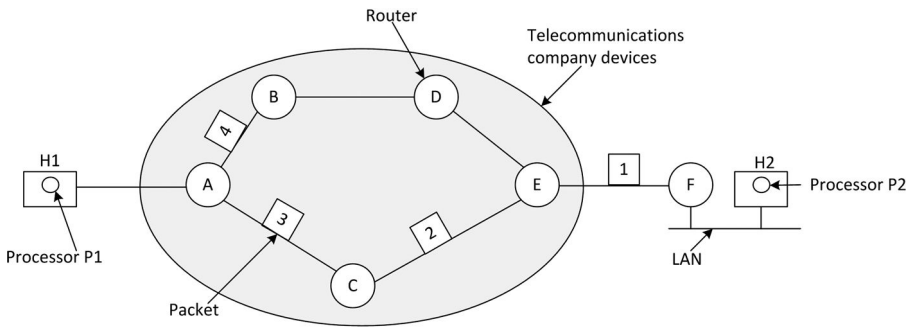 Router
Telecommunications
company devices
B
D
4
H1
A
E
1
F
H2
Processor P2
3
2
Processor P1
C
LAN
Packet